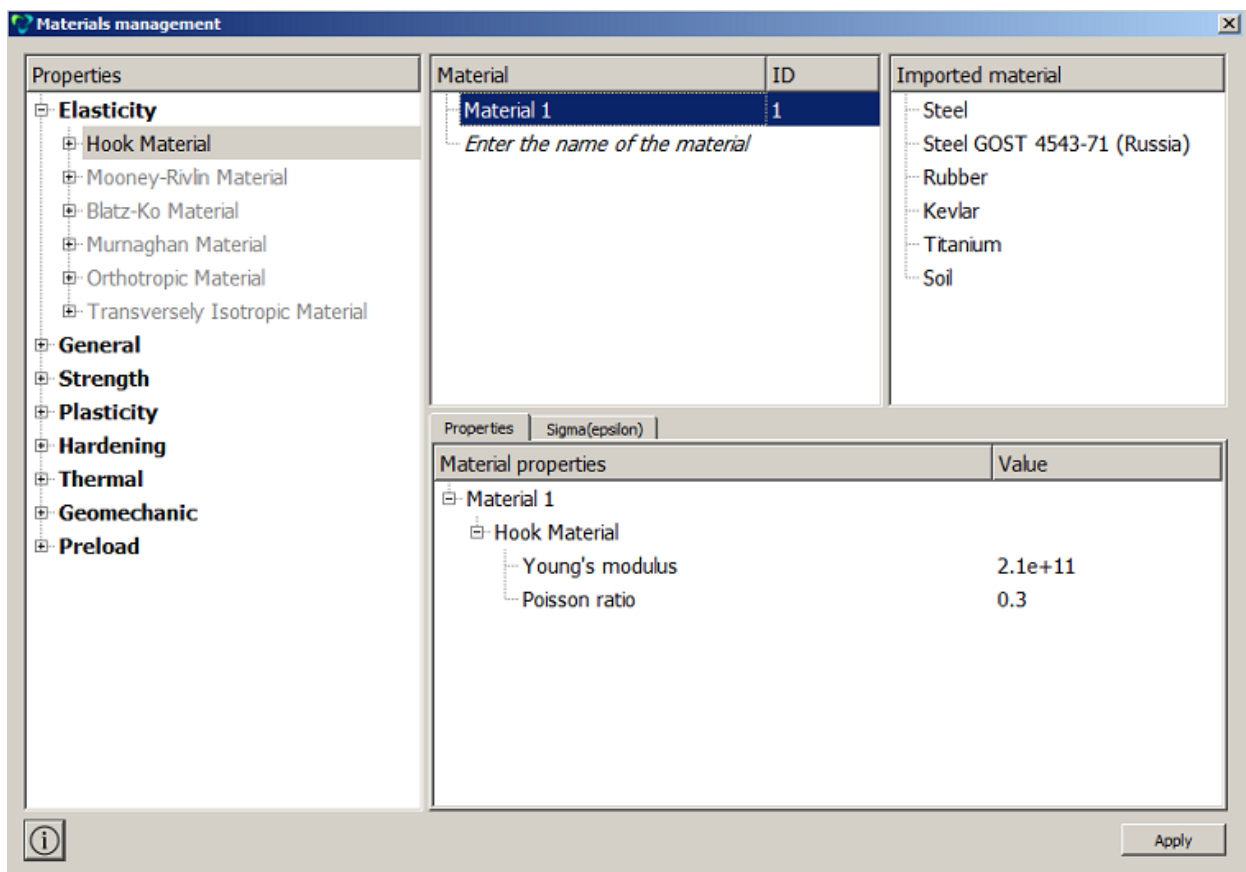 Materials management
Properties
Elasticity
Hook Material
Mooney-Rivlin Material
Blatz-Ko Material
Murnaghan Material
Orthotropic Material
Transversely Isotropic Material
General
Strength
Plasticity
Hardening
Thermal
Geomechanic
Preload
Material ID
Material 1 1
Enter the name of the material
Imported material
Steel
Steel GOST 4543-71 (Russia)
Rubber
Kevlar
Titanium
Soil
Properties Sigma(epsilon)
Material properties Value
Material 1
Hook Material
Young's modulus 2.1e+11
Poisson ratio 0.3
Apply